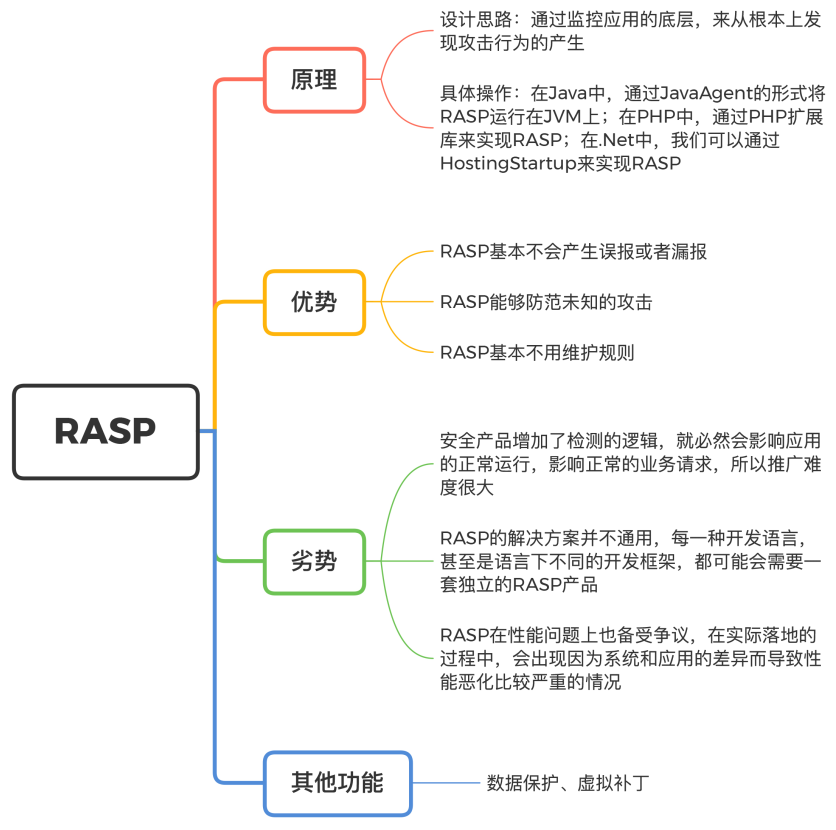 RASP
原理
设计思路：通过监控应用的底层，来从根本上发
现攻击行为的产生
具体操作：在Java中，通过JavaAgent的形式将
RASP运行在JVM上；在PHP中，通过PHP扩展
库来实现RASP；在.Net中，我们可以通过
HostingStartup来实现RASP
优势
RASP基本不会产生误报或者漏报
RASP能够防范未知的攻击
RASP基本不用维护规则
劣势
安全产品增加了检测的逻辑，就必然会影响应用
的正常运行，影响正常的业务请求，所以推广难
度很大
RASP的解决方案并不通用，每一种开发语言，
甚至是语言下不同的开发框架，都可能会需要一
套独立的RASP产品
RASP在性能问题上也备受争议，在实际落地的
过程中，会出现因为系统和应用的差异而导致性
能恶化比较严重的情况
其他功能
数据保护、虚拟补丁